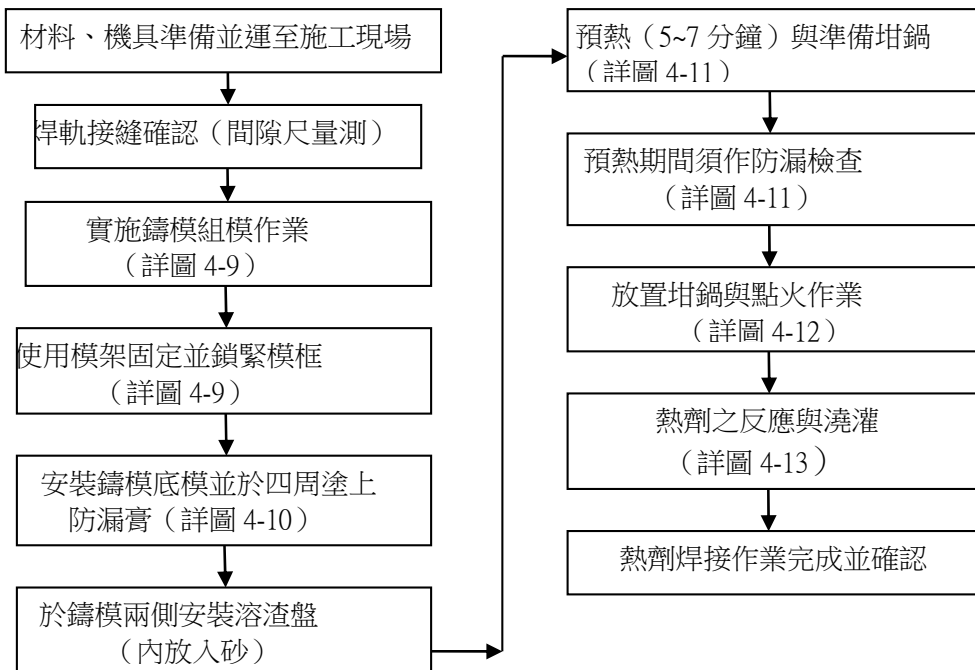 材料、機具準備並運至施工現場
焊軌接縫確認（間隙尺量測）
實施鑄模組模作業
（詳圖 4-9）
使用模架固定並鎖緊模框
（詳圖 4-9）
安裝鑄模底模並於四周塗上
防漏膏（詳圖 4-10）
於鑄模兩側安裝溶渣盤
（內放入砂）
預熱（5~7 分鐘）與準備坩鍋
（詳圖 4-11）
預熱期間須作防漏檢查
（詳圖 4-11）
放置坩鍋與點火作業
（詳圖 4-12）
熱劑之反應與澆灌
（詳圖 4-13）
熱劑焊接作業完成並確認